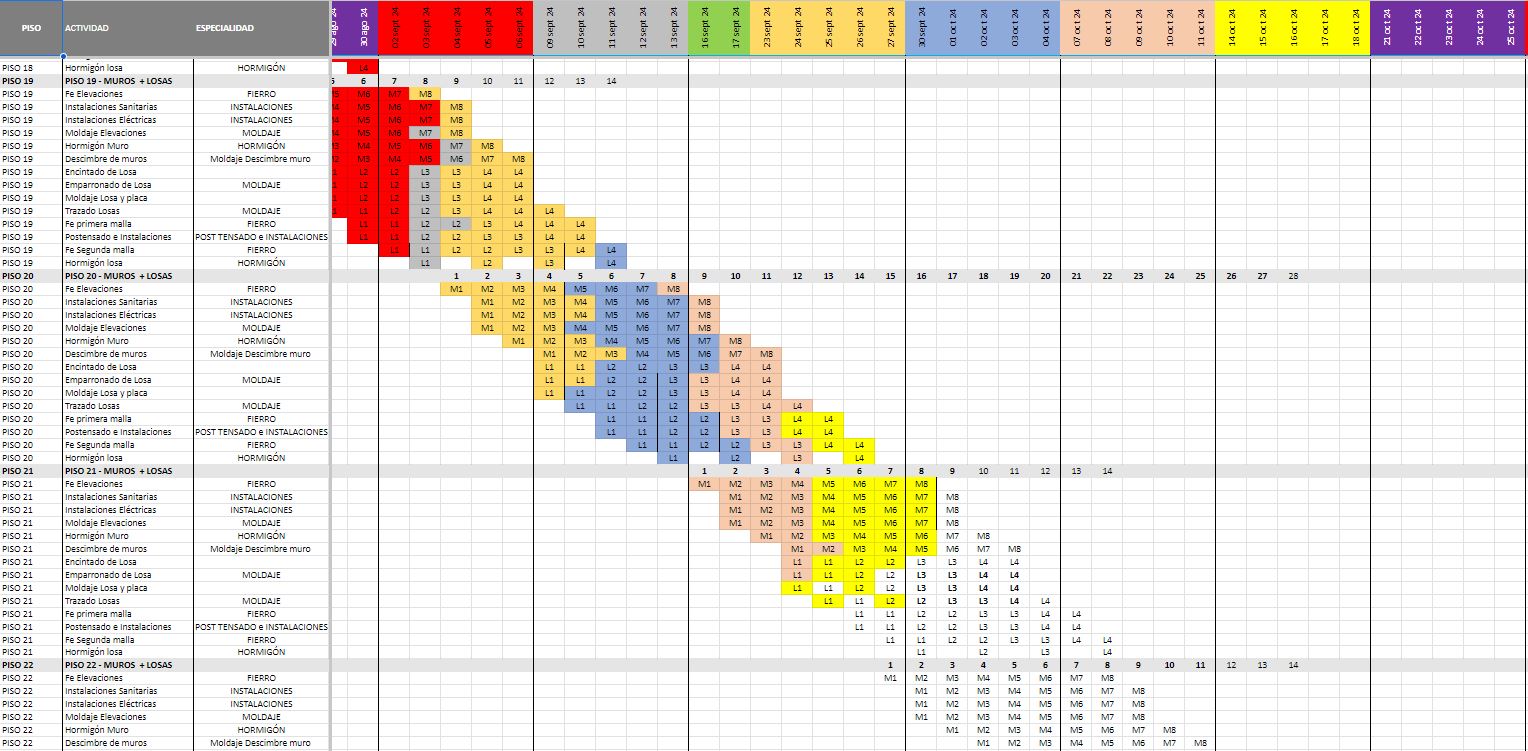 PISO ACTIVIDAD ESPECIALIDAD 29 ago 24 30 ago 24 02 sept 24 03 sept 24 04 sept 24 05 sept 24 06 sept 24 09 sept 24 10 sept 24 11 sept 24 12 sept 24 13 sept 24 16 sept 24 17 sept 24 23 sept 24 24 sept 24 25 sept 24 26 sept 24 27 sept 24 30 sept 24 01 oct 24 02 oct 24 03 oct 24 04 oct 24 07 oct 24 08 oct 24 09 oct 24 10 oct 24 11 oct 24 14 oct 24 15 oct 24 16 oct 24 17 oct 24 18 oct 24 21 oct 24 22 oct 24 23 oct 24 24 oct 24 25 oct 24
PISO 18 Hormigón losa HORMIGÓN L4
PISO 19 PISO 19 - MUROS + LOSAS 5 6 7 8 9 10 11 12 13 14
PISO 19 Fe Elevaciones FIERRO M5 M6 M7 M8
PISO 19 Instalaciones Sanitarias INSTALACIONES M4 M5 M6 M7 M8
PISO 19 Instalaciones Eléctricas INSTALACIONES M4 M5 M6 M7 M8
PISO 19 Moldaje Elevaciones MOLDAJE M4 M5 M6 M7 M8
PISO 19 Hormigón Muro HORMIGÓN M3 M4 M5 M6 M7 M8
PISO 19 Descimbre de muros Moldaje Descimbre muro M2 M3 M4 M5 M6 M7 M8
PISO 19 Encintado de Losa L2 L2 L3 L3 L4 L4
PISO 19 Emparronado de Losa MOLDAJE L2 L2 L3 L3 L4 L4
PISO 19 Moldaje Losa y placa L2 L2 L3 L3 L4 L4
PISO 19 Trazado Losas MOLDAJE L2 L2 L3 L3 L4 L4
PISO 19 Fe primera malla FIERRO L1 L1 L2 L2 L3 L4 L4
PISO 19 Postensado e Instalaciones POST TENSADO e INSTALACIONES L1 L1 L2 L2 L3 L3 L4 L4
PISO 19 Fe Segunda malla FIERRO L1 L1 L2 L2 L3 L3 L4 L4
PISO 19 Hormigón losa HORMIGÓN L1 L2 L3 L4
PISO 20 PISO 20 - MUROS + LOSAS 1 2 3 4 5 6 7 8 9 10 11 12 13 14 15 16 17 18 19 20 21 22 23 24 25 26 27 28
PISO 20 Fe Elevaciones FIERRO M1 M2 M3 M4 M5 M6 M7 M8
PISO 20 Instalaciones Sanitarias INSTALACIONES M1 M2 M3 M4 M5 M6 M7 M8
PISO 20 Instalaciones Eléctricas INSTALACIONES M1 M2 M3 M4 M5 M6 M7 M8
PISO 20 Moldaje Elevaciones MOLDAJE M1 M2 M3 M4 M5 M6 M7 M8
PISO 20 Hormigón Muro HORMIGÓN M1 M2 M3 M4 M5 M6 M7 M8
PISO 20 Descimbre de muros Moldaje Descimbre muro M1 M2 M3 M4 M5 M6 M7 M8
PISO 20 Encintado de Losa L1 L1 L2 L2 L3 L3 L4 L4
PISO 20 Emparronado de Losa MOLDAJE L1 L1 L2 L2 L3 L3 L4 L4
PISO 20 Moldaje Losa y placa L1 L1 L2 L2 L3 L3 L4 L4
PISO 20 Trazado Losas MOLDAJE L1 L1 L2 L2 L3 L3 L4 L4
PISO 20 Fe primera malla FIERRO L1 L1 L2 L2 L3 L3 L4 L4
PISO 20 Postensado e Instalaciones POST TENSADO e INSTALACIONES L1 L1 L2 L2 L3 L3 L4 L4
PISO 20 Fe Segunda malla FIERRO L1 L1 L2 L2 L3 L3 L4 L4
PISO 20 Hormigón losa HORMIGÓN L1 L2 L3 L4
PISO 21 PISO 21 - MUROS + LOSAS 1 2 3 4 5 6 7 8 9 10 11 12 13 14
PISO 21 Fe Elevaciones FIERRO M1 M2 M3 M4 M5 M6 M7 M8
PISO 21 Instalaciones Sanitarias INSTALACIONES M1 M2 M3 M4 M5 M6 M7 M8
PISO 21 Instalaciones Eléctricas INSTALACIONES M1 M2 M3 M4 M5 M6 M7 M8
PISO 21 Moldaje Elevaciones MOLDAJE M1 M2 M3 M4 M5 M6 M7 M8
PISO 21 Hormigón Muro HORMIGÓN M1 M2 M3 M4 M5 M6 M7 M8
PISO 21 Descimbre de muros Moldaje Descimbre muro M1 M2 M3 M4 M5 M6 M7 M8
PISO 21 Encintado de Losa L1 L1 L2 L2 L3 L3 L4 L4
PISO 21 Emparronado de Losa MOLDAJE L1 L1 L2 L2 L3 L3 L4 L4
PISO 21 Moldaje Losa y placa L1 L1 L2 L2 L3 L3 L4 L4
PISO 21 Trazado Losas MOLDAJE L1 L1 L2 L2 L3 L3 L4 L4
PISO 21 Fe primera malla FIERRO L1 L1 L2 L2 L3 L3 L4 L4
PISO 21 Postensado e Instalaciones POST TENSADO e INSTALACIONES L1 L1 L2 L2 L3 L3 L4 L4
PISO 21 Fe Segunda malla FIERRO L1 L1 L2 L2 L3 L3 L4 L4
PISO 21 Hormigón losa HORMIGÓN L1 L2 L3 L4
PISO 22 PISO 22 - MUROS + LOSAS 1 2 3 4 5 6 7 8 9 10 11 12 13 14
PISO 22 Fe Elevaciones FIERRO M1 M2 M3 M4 M5 M6 M7 M8
PISO 22 Instalaciones Sanitarias INSTALACIONES M1 M2 M3 M4 M5 M6 M7 M8
PISO 22 Instalaciones Eléctricas INSTALACIONES M1 M2 M3 M4 M5 M6 M7 M8
PISO 22 Moldaje Elevaciones MOLDAJE M1 M2 M3 M4 M5 M6 M7 M8
PISO 22 Hormigón Muro HORMIGÓN M1 M2 M3 M4 M5 M6 M7 M8
PISO 22 Descimbre de muros Moldaje Descimbre muro M1 M2 M3 M4 M5 M6 M7 M8